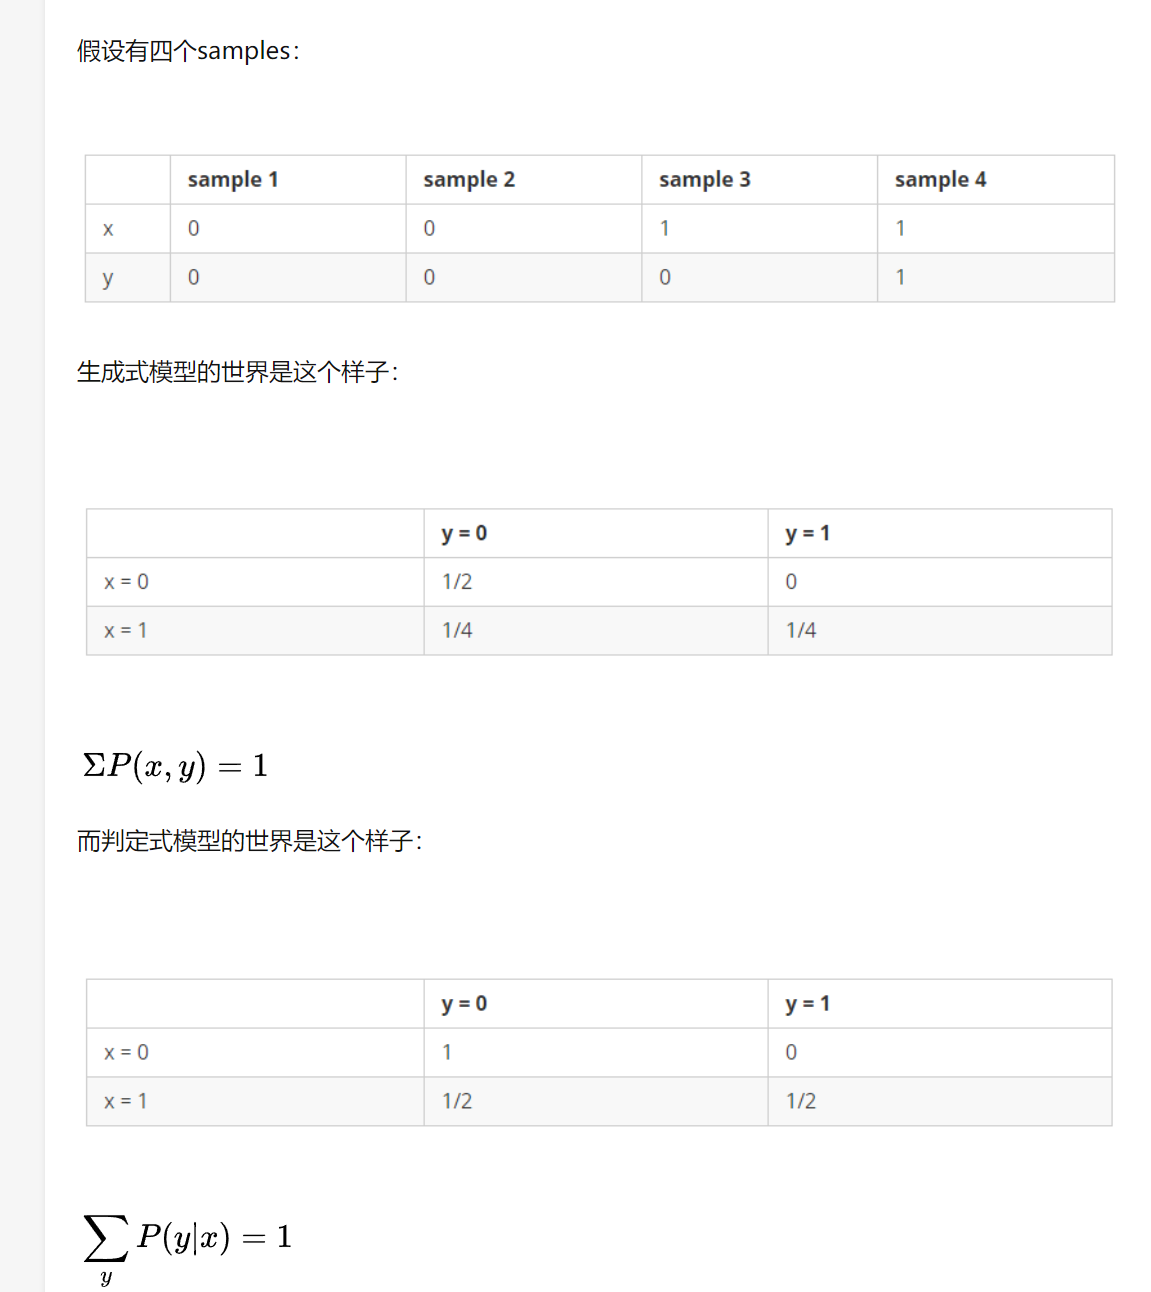 假设有四个samples：
sample 1 sample 2 sample 3 sample 4
x 0 0 1 1
y 0 0 0 1
生成式模型的世界是这个样子：
y = 0 y = 1
x = 0 1/2 0
x = 1 1/4 1/4
ΣP(x, y) = 1
而判定式模型的世界是这个样子：
y = 0 y = 1
x = 0 1 0
x = 1 1/2 1/2
∑ P(y|x) = 1
y